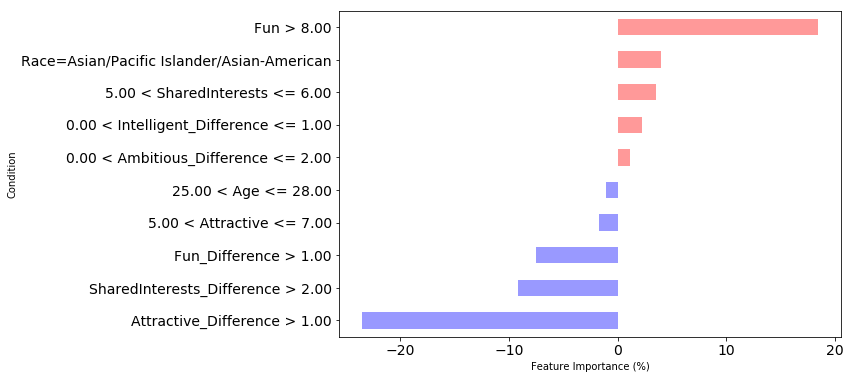 Fun > 8.00
Race=Asian/Pacific Islander/Asian-American
5.00 < SharedInterests <= 6.00
0.00 < Intelligent_Difference <= 1.00
0.00 < Ambitious_Difference <= 2.00
25.00 < Age <= 28.00
5.00 < Attractive <= 7.00
Fun_Difference > 1.00
SharedInterests_Difference > 2.00
Attractive_Difference > 1.00
Condition
−20 −10 0 10 20
Feature Importance (%)